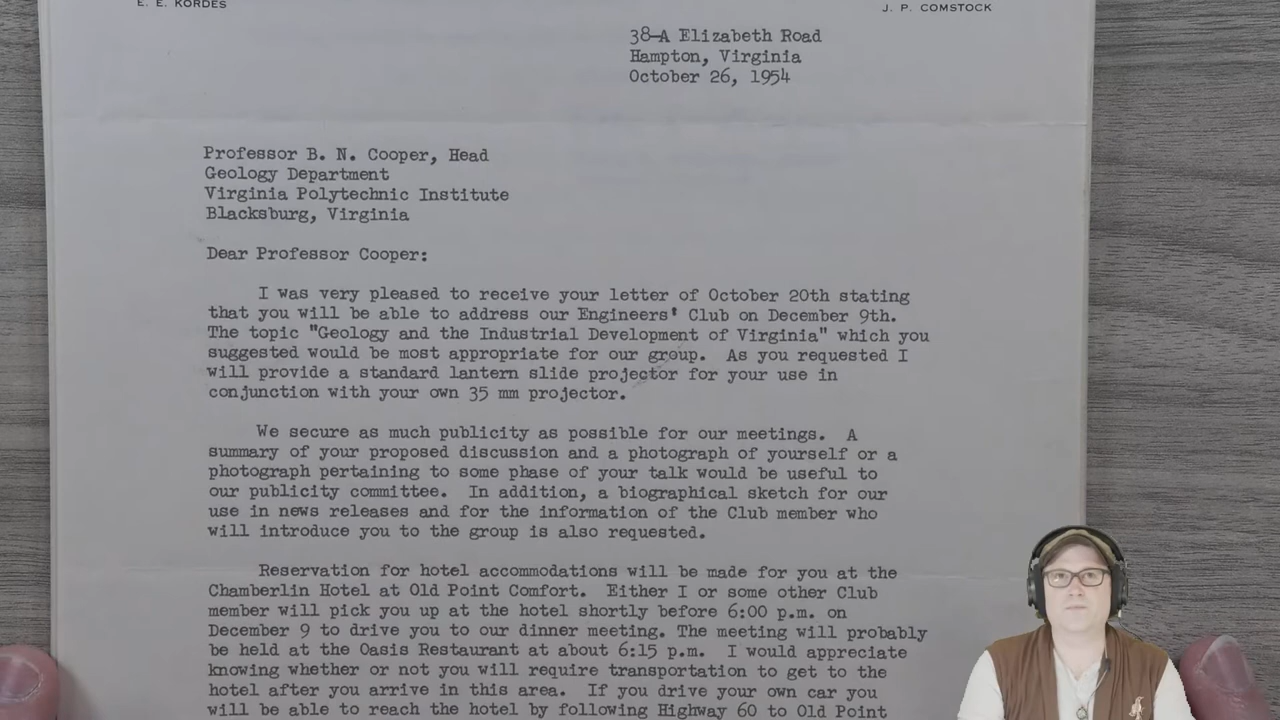 E. E. KORDES
J. P. COMSTOCK
38-A Elizabeth Road
Hampton, Virginia
October 26, 1954
Professor B. N. Cooper, Head
Geology Department
Virginia Polytechnic Institute
Blacksburg, Virginia
Dear Professor Cooper:
I was very pleased to receive your letter of October 20th stating
that you will be able to address our Engineers' Club on December 9th.
The topic "Geology and the Industrial Development of Virginia" which you
suggested would be most appropriate for our group. As you requested I
will provide a standard lantern slide projector for your use in
conjunction with your own 35 mm projector.
We secure as much publicity as possible for our meetings. A
summary of your proposed discussion and a photograph of yourself or a
photograph pertaining to some phase of your talk would be useful to
our publicity committee. In addition, a biographical sketch for our
use in news releases and for the information of the Club member who
will introduce you to the group is also requested.
Reservation for hotel accommodations will be made for you at the
Chamberlin Hotel at Old Point Comfort. Either I or some other Club
member will pick you up at the hotel shortly before 6:00 p.m. on
December 9 to drive you to our dinner meeting. The meeting will probably
be held at the Oasis Restaurant at about 6:15 p.m. I would appreciate
knowing whether or not you will require transportation to get to the
hotel after you arrive in this area. If you drive your own car you
will be able to reach the hotel by following Highway 60 to Old Point